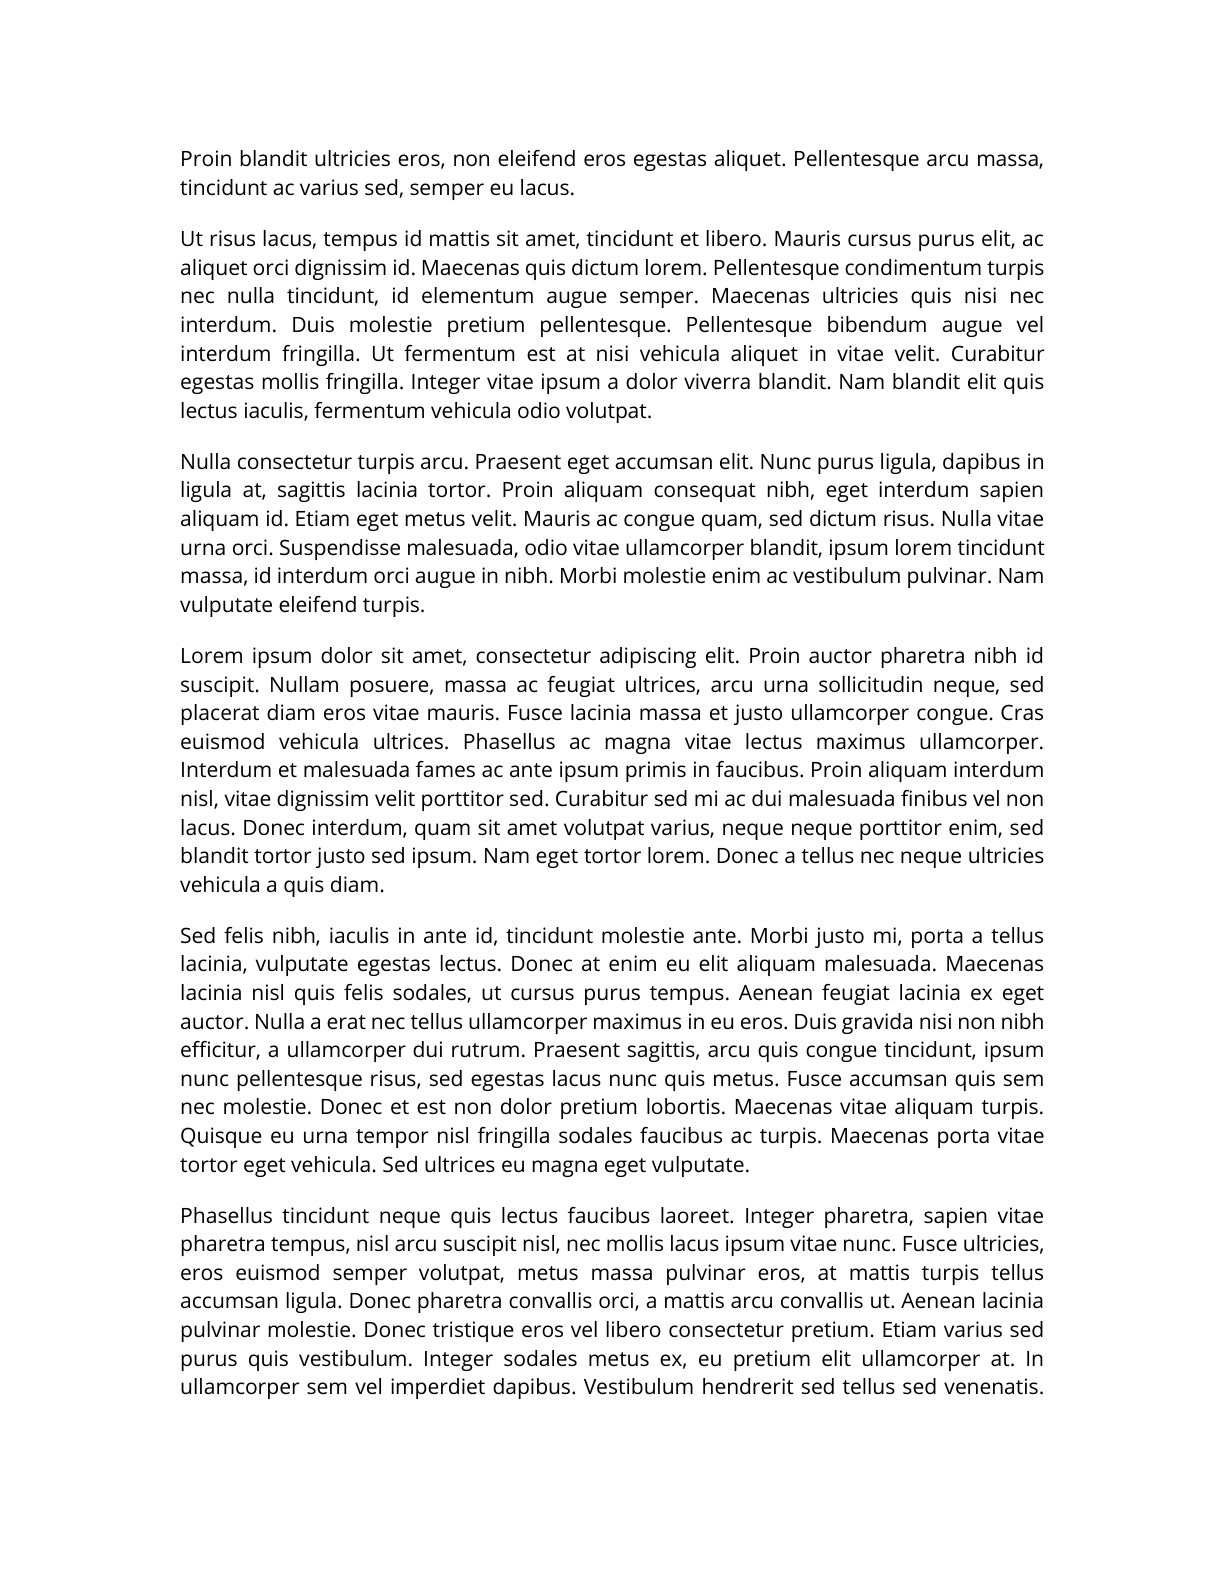 Proin blandit ultricies eros, non eleifend eros egestas aliquet. Pellentesque arcu massa,
tincidunt ac varius sed, semper eu lacus.
Ut risus lacus, tempus id mattis sit amet, tincidunt et libero. Mauris cursus purus elit, ac
aliquet orci dignissim id. Maecenas quis dictum lorem. Pellentesque condimentum turpis
nec nulla tincidunt, id elementum augue semper. Maecenas ultricies quis nisi nec
interdum. Duis molestie pretium pellentesque. Pellentesque bibendum augue vel
interdum fringilla. Ut fermentum est at nisi vehicula aliquet in vitae velit. Curabitur
egestas mollis fringilla. Integer vitae ipsum a dolor viverra blandit. Nam blandit elit quis
lectus iaculis, fermentum vehicula odio volutpat.
Nulla consectetur turpis arcu. Praesent eget accumsan elit. Nunc purus ligula, dapibus in
ligula at, sagittis lacinia tortor. Proin aliquam consequat nibh, eget interdum sapien
aliquam id. Etiam eget metus velit. Mauris ac congue quam, sed dictum risus. Nulla vitae
urna orci. Suspendisse malesuada, odio vitae ullamcorper blandit, ipsum lorem tincidunt
massa, id interdum orci augue in nibh. Morbi molestie enim ac vestibulum pulvinar. Nam
vulputate eleifend turpis.
Lorem ipsum dolor sit amet, consectetur adipiscing elit. Proin auctor pharetra nibh id
suscipit. Nullam posuere, massa ac feugiat ultrices, arcu urna sollicitudin neque, sed
placerat diam eros vitae mauris. Fusce lacinia massa et justo ullamcorper congue. Cras
euismod vehicula ultrices. Phasellus ac magna vitae lectus maximus ullamcorper.
Interdum et malesuada fames ac ante ipsum primis in faucibus. Proin aliquam interdum
nisl, vitae dignissim velit porttitor sed. Curabitur sed mi ac dui malesuada finibus vel non
lacus. Donec interdum, quam sit amet volutpat varius, neque neque porttitor enim, sed
blandit tortor justo sed ipsum. Nam eget tortor lorem. Donec a tellus nec neque ultricies
vehicula a quis diam.
Sed felis nibh, iaculis in ante id, tincidunt molestie ante. Morbi justo mi, porta a tellus
lacinia, vulputate egestas lectus. Donec at enim eu elit aliquam malesuada. Maecenas
lacinia nisl quis felis sodales, ut cursus purus tempus. Aenean feugiat lacinia ex eget
auctor. Nulla a erat nec tellus ullamcorper maximus in eu eros. Duis gravida nisi non nibh
efficitur, a ullamcorper dui rutrum. Praesent sagittis, arcu quis congue tincidunt, ipsum
nunc pellentesque risus, sed egestas lacus nunc quis metus. Fusce accumsan quis sem
nec molestie. Donec et est non dolor pretium lobortis. Maecenas vitae aliquam turpis.
Quisque eu urna tempor nisl fringilla sodales faucibus ac turpis. Maecenas porta vitae
tortor eget vehicula. Sed ultrices eu magna eget vulputate.
Phasellus tincidunt neque quis lectus faucibus laoreet. Integer pharetra, sapien vitae
pharetra tempus, nisl arcu suscipit nisl, nec mollis lacus ipsum vitae nunc. Fusce ultricies,
eros euismod semper volutpat, metus massa pulvinar eros, at mattis turpis tellus
accumsan ligula. Donec pharetra convallis orci, a mattis arcu convallis ut. Aenean lacinia
pulvinar molestie. Donec tristique eros vel libero consectetur pretium. Etiam varius sed
purus quis vestibulum. Integer sodales metus ex, eu pretium elit ullamcorper at. In
ullamcorper sem vel imperdiet dapibus. Vestibulum hendrerit sed tellus sed venenatis.